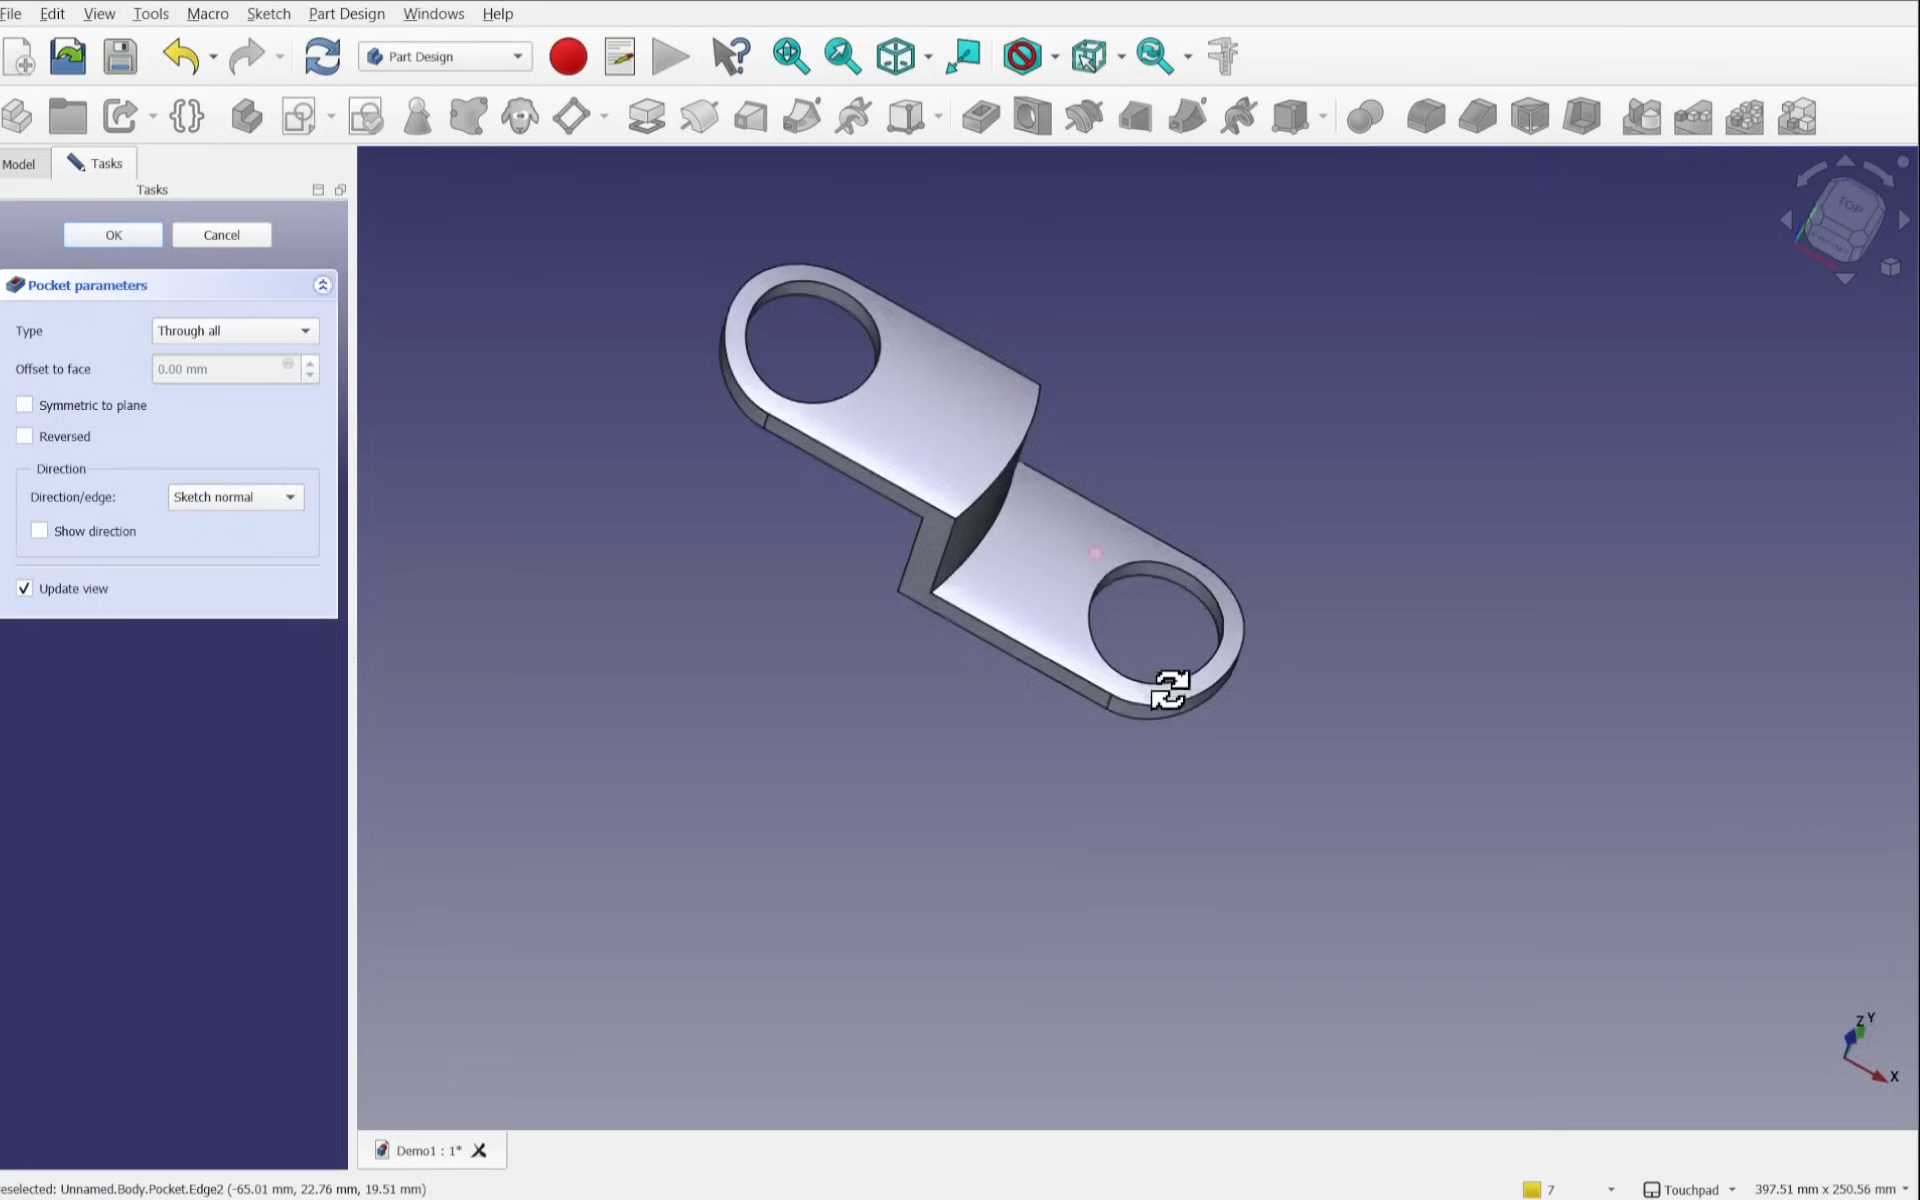 File Edit View Tools Macro Sketch Part Design Windows Help
Part Design
Model Tasks
Tasks
OK Cancel
Pocket parameters
Type Through all
Offset to face 0.00 mm
Symmetric to plane
Reversed
Direction
Direction/edge: Sketch normal
Show direction
Update view
TOP
Z Y
X
Demo1 : 1*
eselected: Unnamed.Body.Pocket.Edge2 (-65.01 mm, 22.76 mm, 19.51 mm) 7 Touchpad 397.51 mm x 250.56 mm